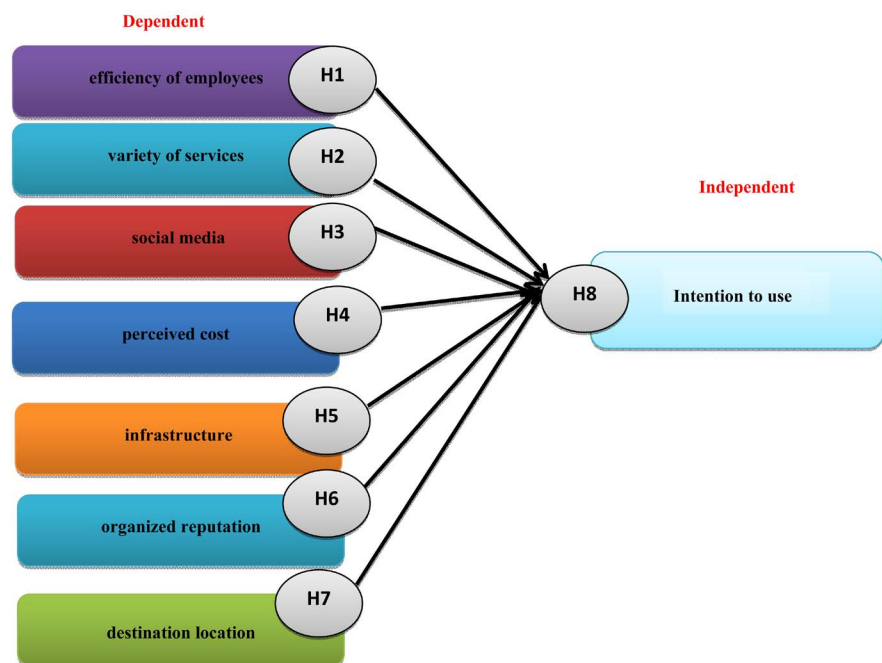 Dependent
efficiency of employees
H1
variety of services
H2
social media
H3
perceived cost
H4
infrastructure
H5
organized reputation
H6
destination location
H7
Independent
H8
Intention to use